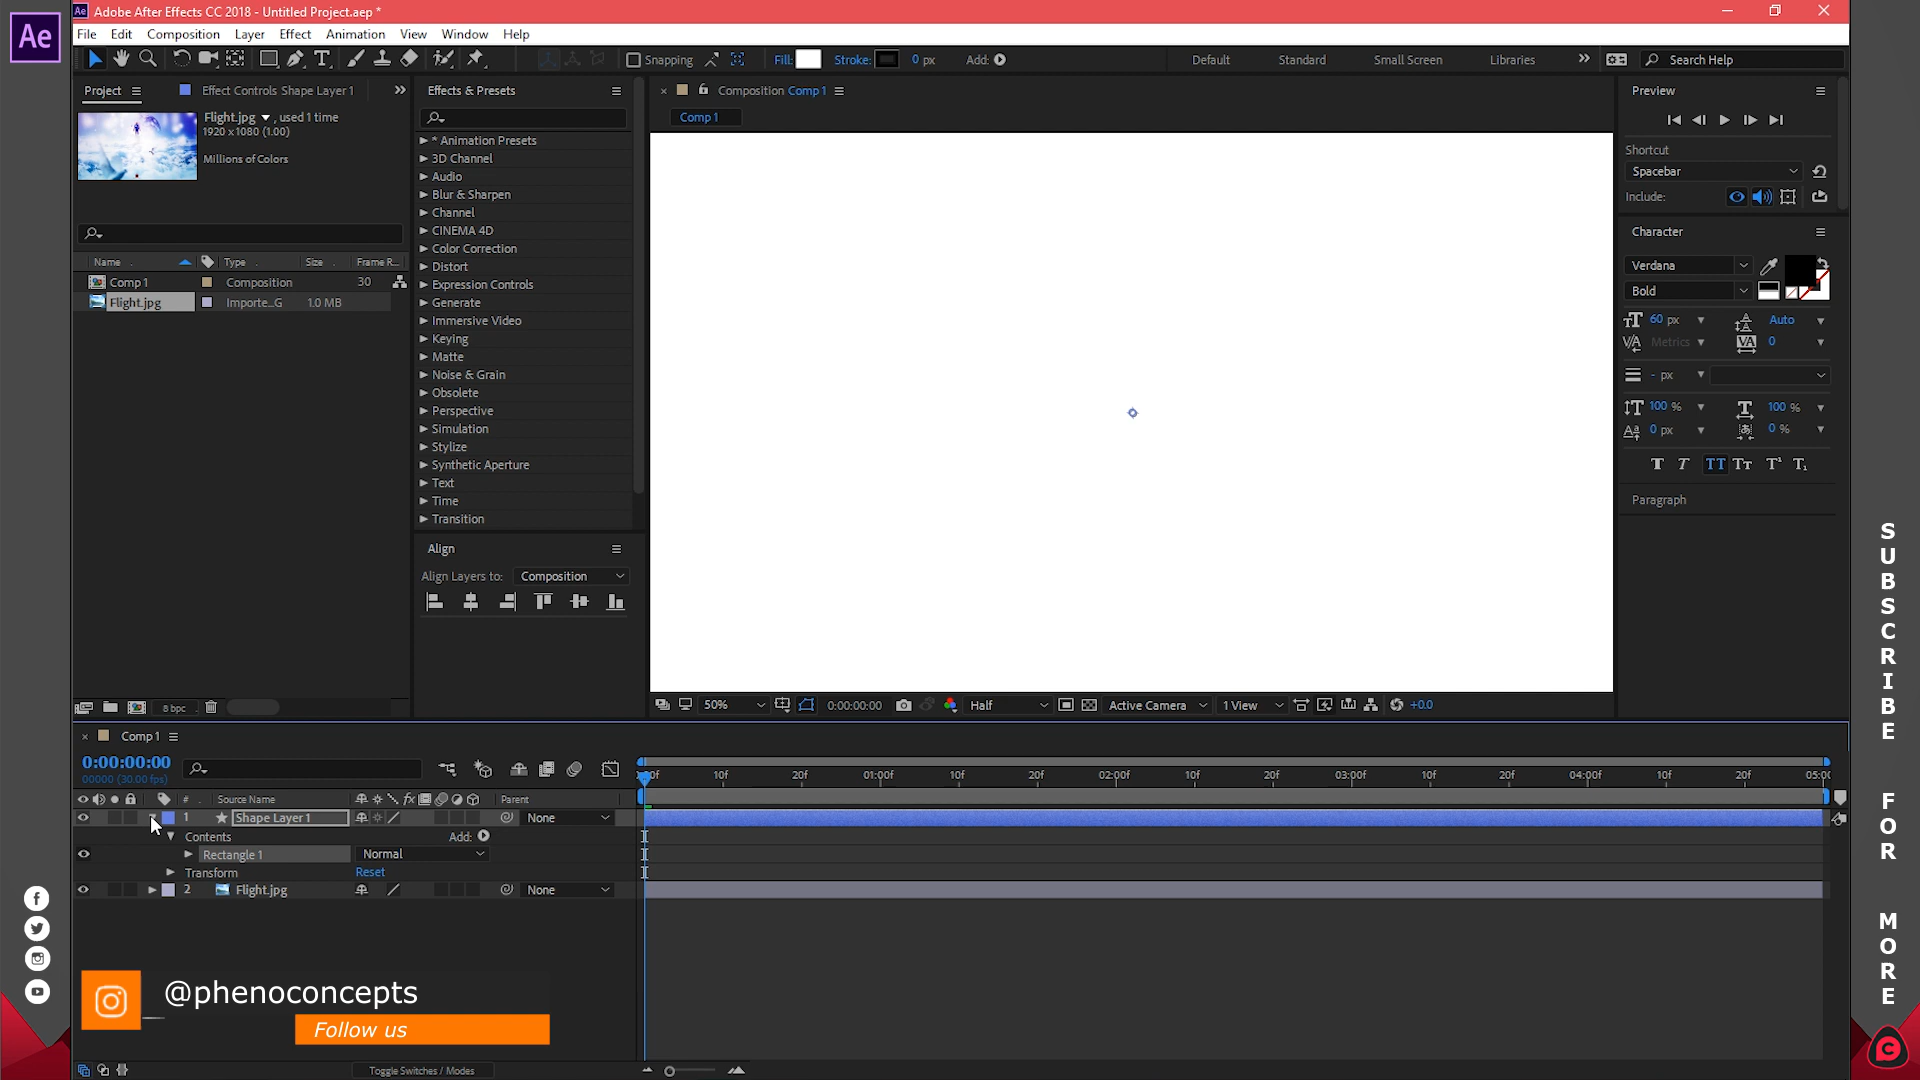 Ae
Adobe After Effects CC 2018 - Untitled Project.aep *
File Edit Composition Layer Effect Animation View Window Help
Snapping
Fill:
Stroke:
0 px
Add:
Default Standard Small Screen Libraries
Search Help
Project
Effect Controls Shape Layer 1
Flight.jpg , used 1 time
1920 x 1080 (1.00)
Millions of Colors
Name Type Size Frame R...
Comp 1 Composition 30
Flight.jpg Importe...G 1.0 MB
8 bpc
Effects & Presets
* Animation Presets
3D Channel
Audio
Blur & Sharpen
Channel
CINEMA 4D
Color Correction
Distort
Expression Controls
Generate
Immersive Video
Keying
Matte
Noise & Grain
Obsolete
Perspective
Simulation
Stylize
Synthetic Aperture
Text
Time
Transition
Align
Align Layers to: Composition
Composition Comp 1
Comp 1
50%
0:00:00:00
Half
Active Camera
1 View
+0.0
Preview
Shortcut
Spacebar
Include:
Character
Verdana
Bold
60 px Auto
Metrics 0
- px
100 % 100 %
0 px 0 %
Paragraph
Comp 1
0:00:00:00
00000 (30.00 fps)
# Source Name Parent
1 Shape Layer 1 None
Contents Add:
Rectangle 1 Normal
Transform Reset
2 Flight.jpg None
10f 20f 01:00f 10f 20f 02:00f 10f 20f 03:00f 10f 20f 04:00f 10f 20f
Toggle Switches / Modes
@phenoconcepts
Follow us
SUBSCRIBE
FOR
MORE